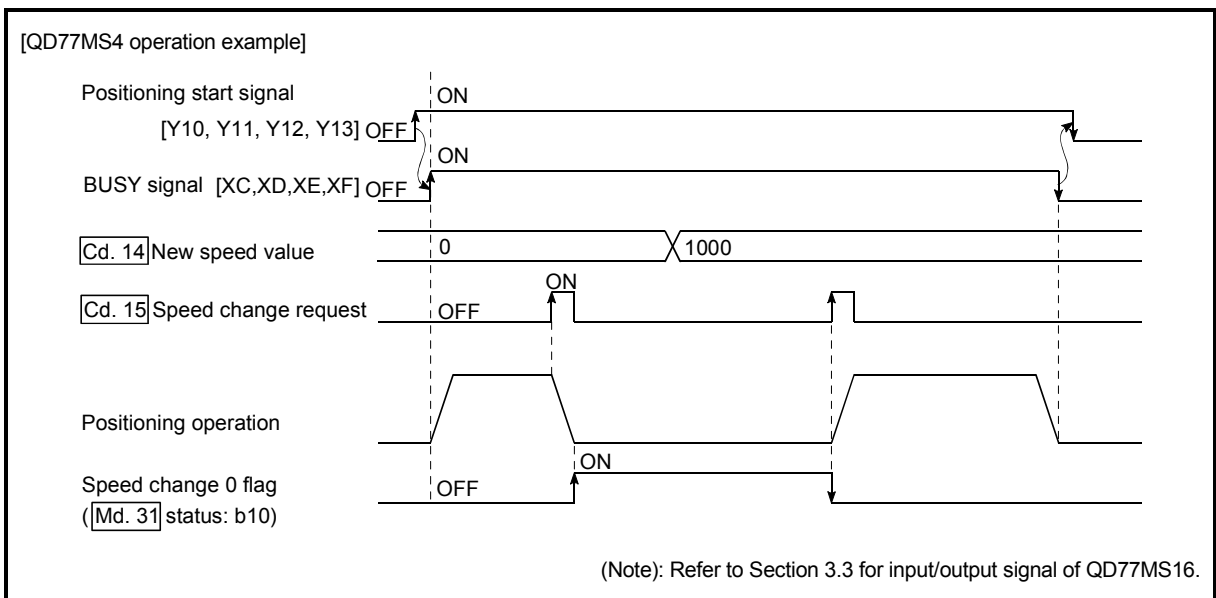 [QD77MS4 operation example]
Positioning start signal
[Y10, Y11, Y12, Y13] OFF
ON
ON
BUSY signal [XC,XD,XE,XF] OFF
Cd. 14 New speed value
0
1000
ON
Cd. 15 Speed change request
OFF
Positioning operation
ON
Speed change 0 flag
OFF
( Md. 31 status: b10)
(Note): Refer to Section 3.3 for input/output signal of QD77MS16.